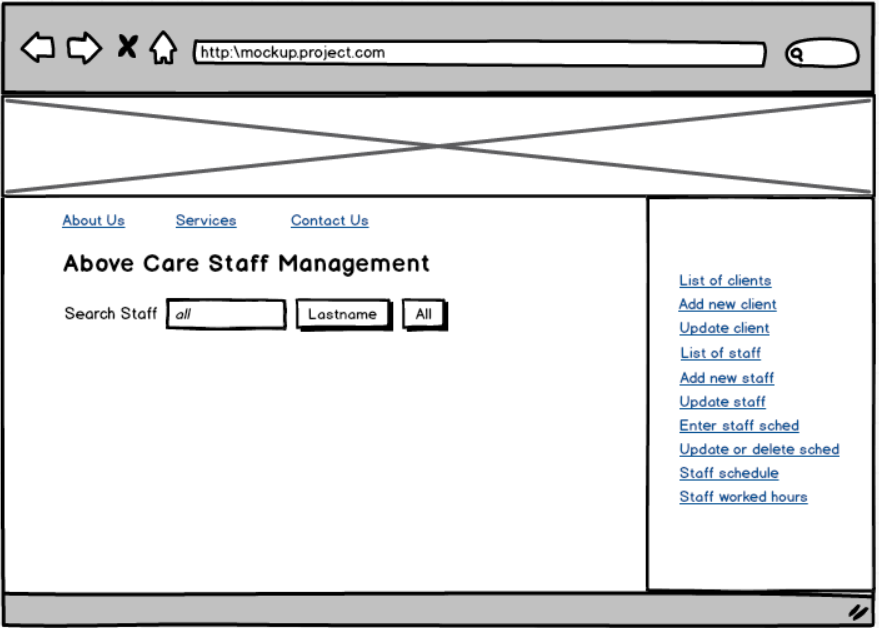 http:\mockup.project.com
About Us Services Contact Us
Above Care Staff Management
Search Staff all Lastname All
List of clients
Add new client
Update client
List of staff
Add new staff
Update staff
Enter staff sched
Update or delete sched
Staff schedule
Staff worked hours